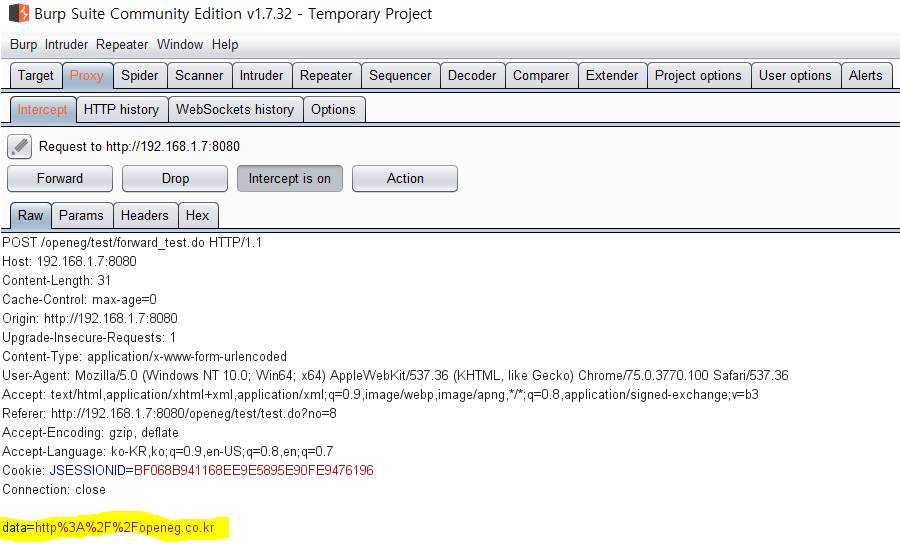 Burp Suite Community Edition v1.7.32 - Temporary Project
Burp Intruder Repeater Window Help
Target Proxy Spider Scanner Intruder Repeater Sequencer Decoder Comparer Extender Project options User options Alerts
Intercept HTTP history WebSockets history Options
Request to http://192.168.1.7:8080
Forward Drop Intercept is on Action
Raw Params Headers Hex
POST /openeg/test/forward_test.do HTTP/1.1
Host: 192.168.1.7:8080
Content-Length: 31
Cache-Control: max-age=0
Origin: http://192.168.1.7:8080
Upgrade-Insecure-Requests: 1
Content-Type: application/x-www-form-urlencoded
User-Agent: Mozilla/5.0 (Windows NT 10.0; Win64; x64) AppleWebKit/537.36 (KHTML, like Gecko) Chrome/75.0.3770.100 Safari/537.36
Accept: text/html,application/xhtml+xml,application/xml;q=0.9,image/webp,image/apng,*/*;q=0.8,application/signed-exchange;v=b3
Referer: http://192.168.1.7:8080/openeg/test/test.do?no=8
Accept-Encoding: gzip, deflate
Accept-Language: ko-KR,ko;q=0.9,en-US;q=0.8,en;q=0.7
Cookie: JSESSIONID=BF068B941168EE9E5895E90FE9476196
Connection: close
data=http%3A%2F%2Fopeneg.co.kr